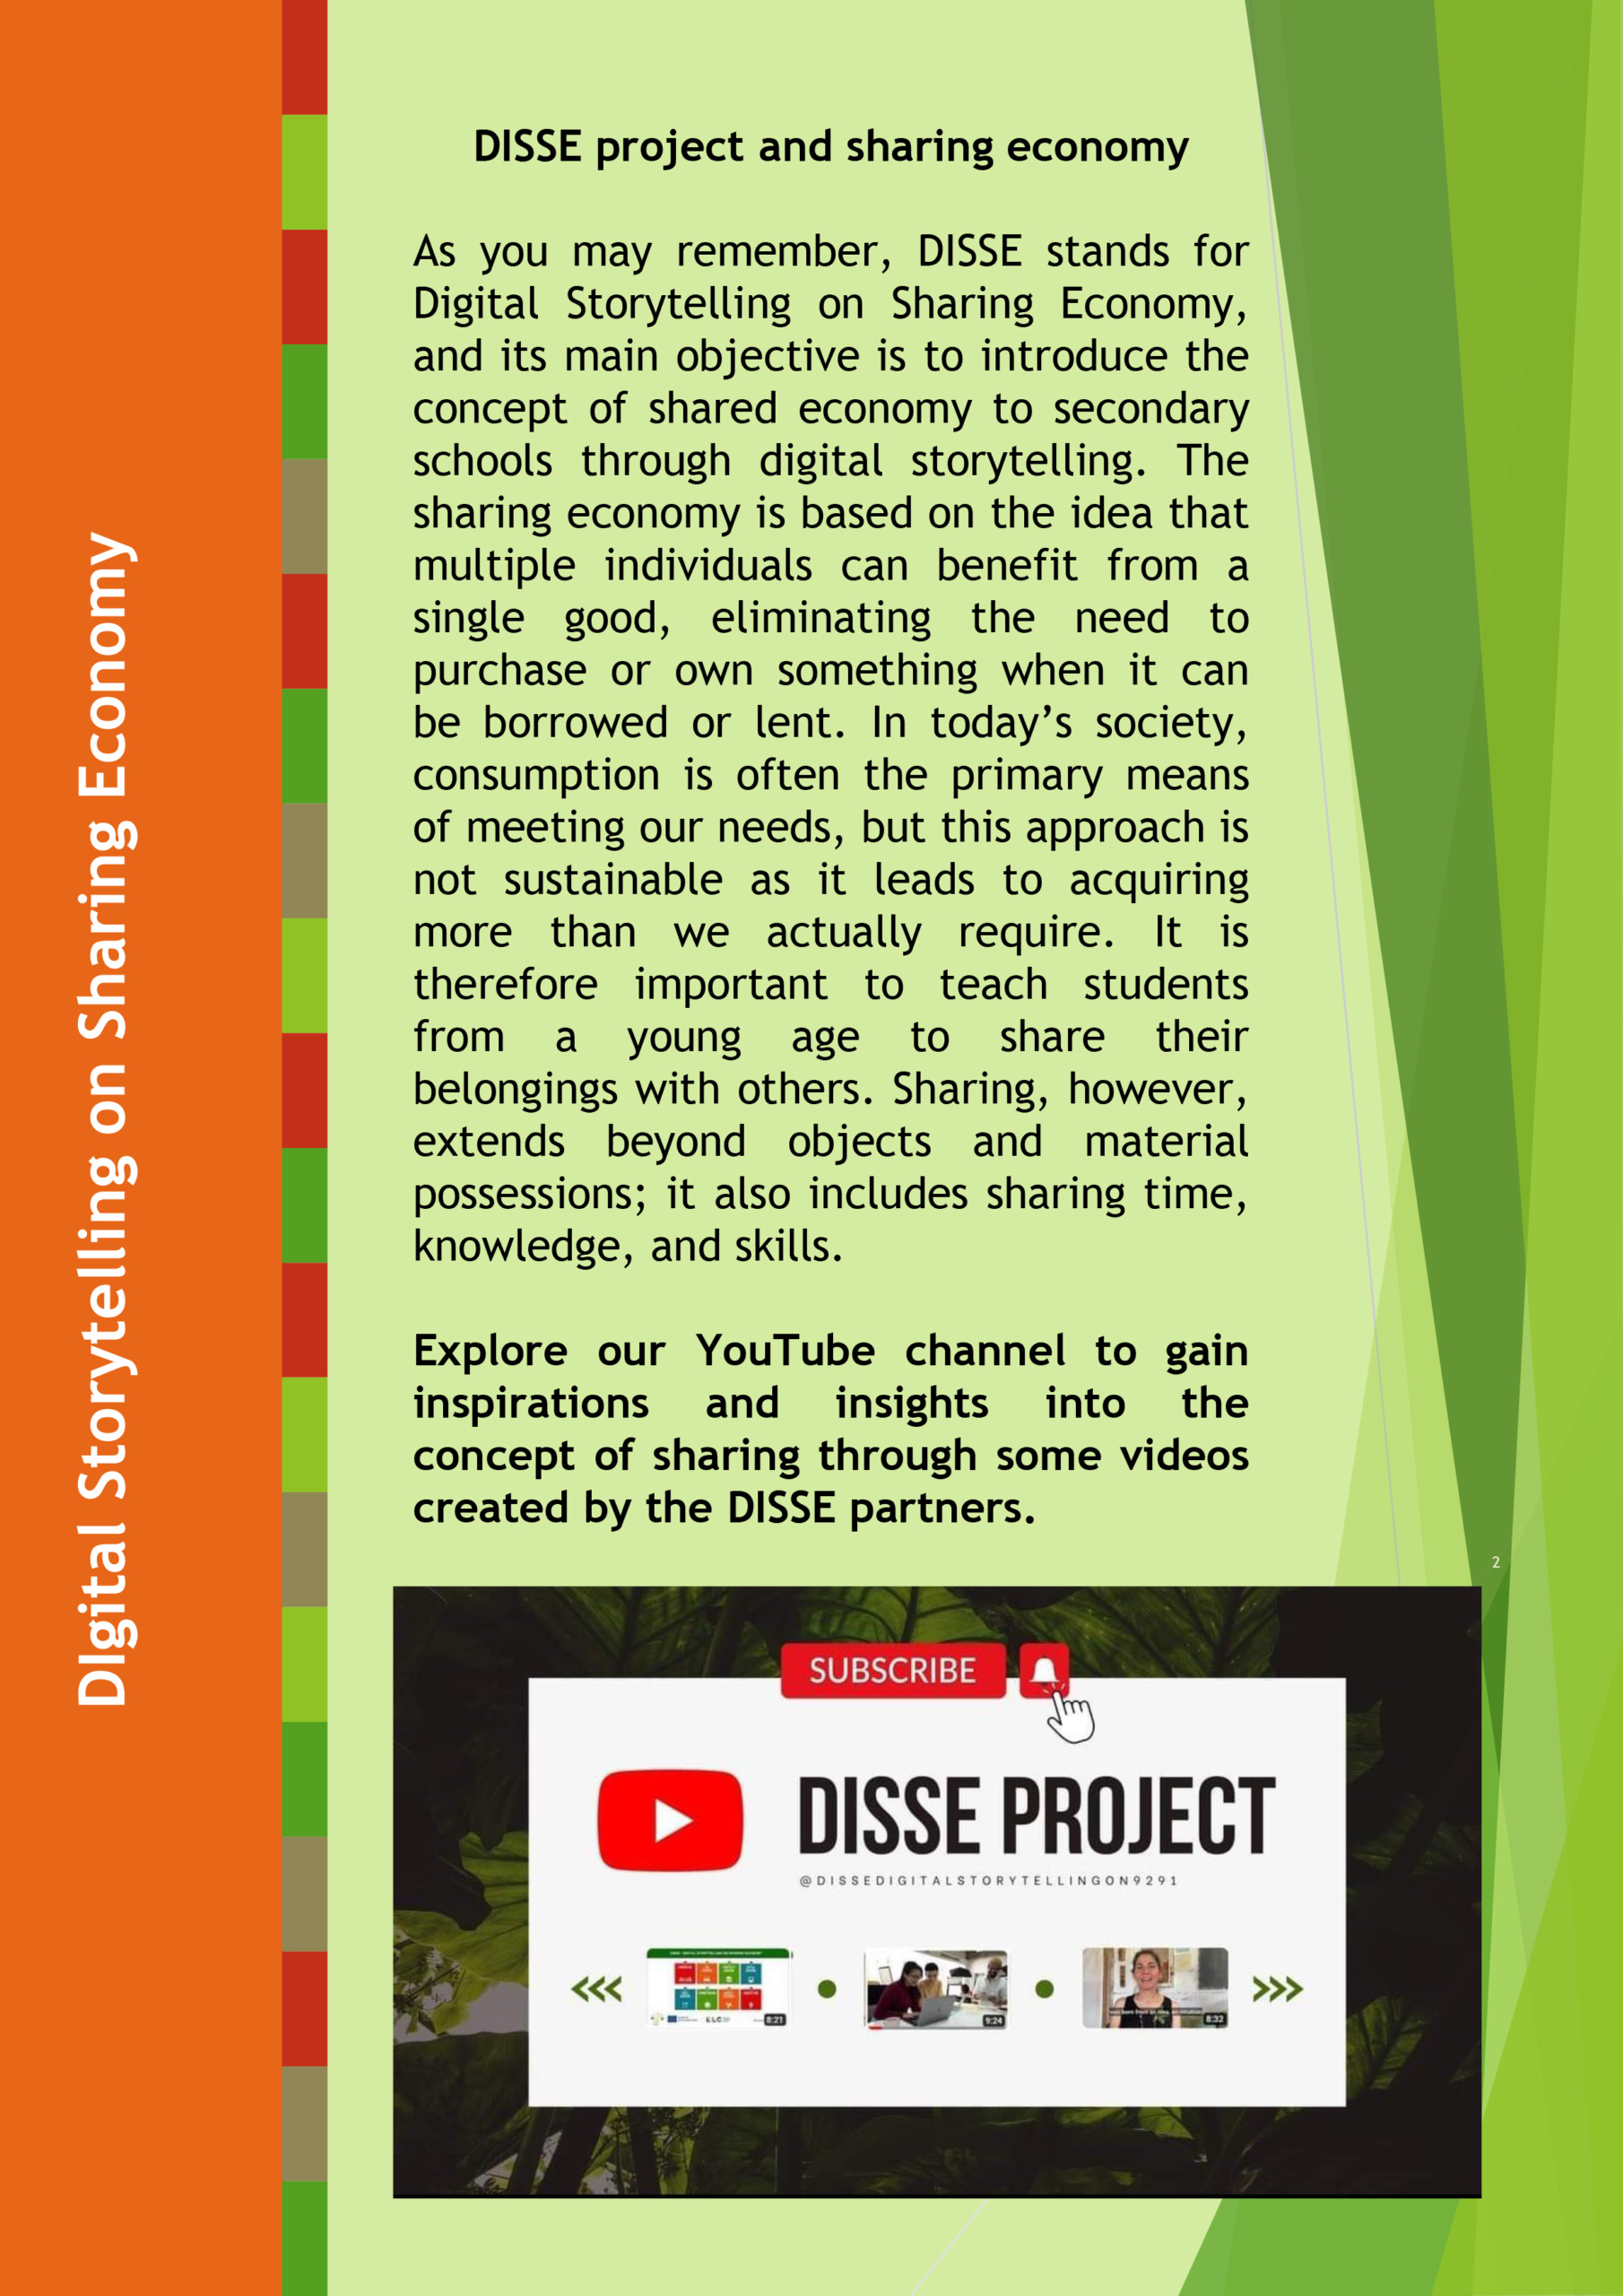 DIgital Storytelling on Sharing Economy
DISSE project and sharing economy
As you may remember, DISSE stands for
Digital Storytelling on Sharing Economy,
and its main objective is to introduce the
concept of shared economy to secondary
schools through digital storytelling. The
sharing economy is based on the idea that
multiple individuals can benefit from a
single good, eliminating the need to
purchase or own something when it can
be borrowed or lent. In today’s society,
consumption is often the primary means
of meeting our needs, but this approach is
not sustainable as it leads to acquiring
more than we actually require. It is
therefore important to teach students
from a young age to share their
belongings with others. Sharing, however,
extends beyond objects and material
possessions; it also includes sharing time,
knowledge, and skills.
Explore our YouTube channel to gain
inspirations and insights into the
concept of sharing through some videos
created by the DISSE partners.
2
SUBSCRIBE
DISSE PROJECT
@DISSEDIGITALSTORYTELLINGON9291
8:21
9:24
8:32